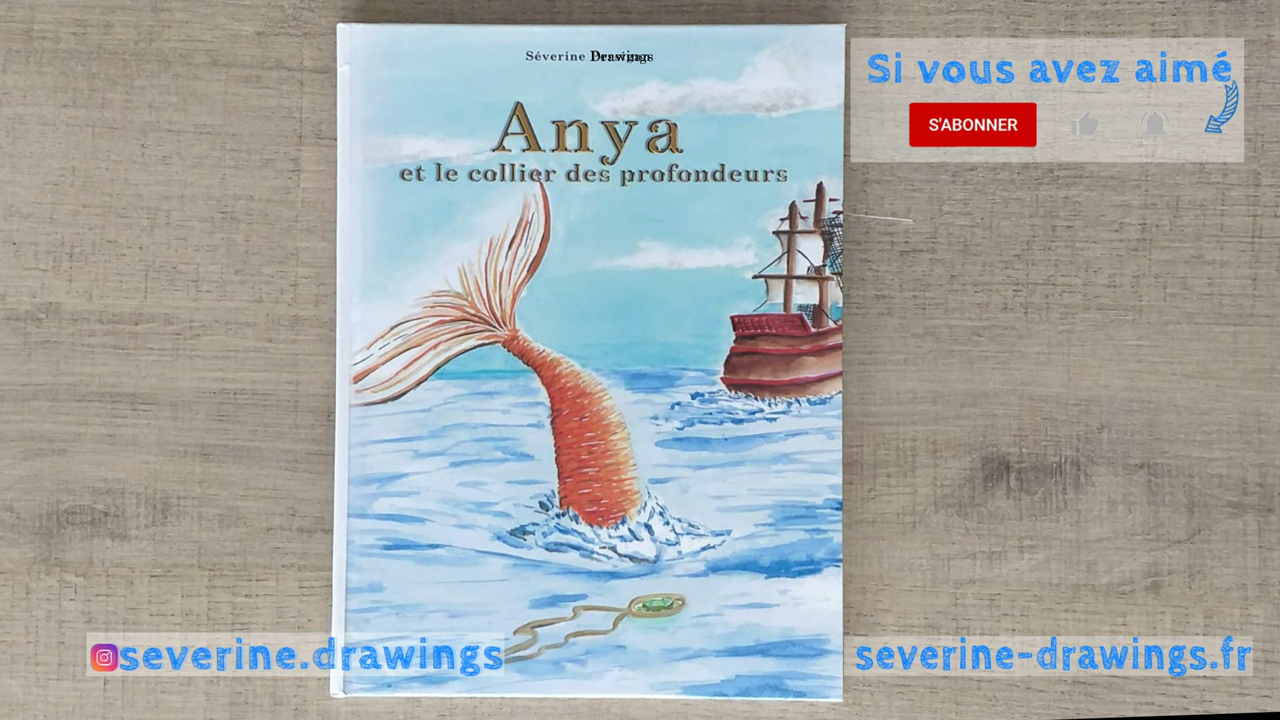 Séverine Drawings
Anya
et le collier des profondeurs
Si vous avez aimé
S'ABONNER
severine.drawings
severine-drawings.fr